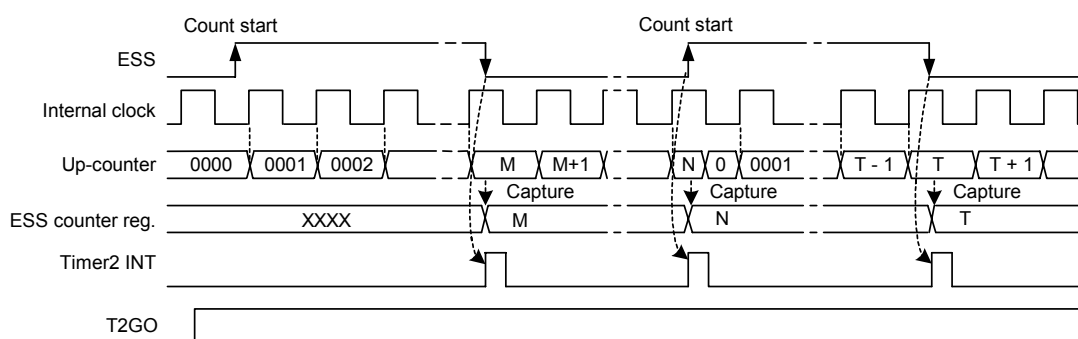 Count start Count start
ESS
Internal clock
Up-counter 0000 0001 0002 M M+1 N 0 0001 T - 1 T T + 1
Capture Capture Capture
ESS counter reg. XXXX M N T
Timer2 INT
T2GO